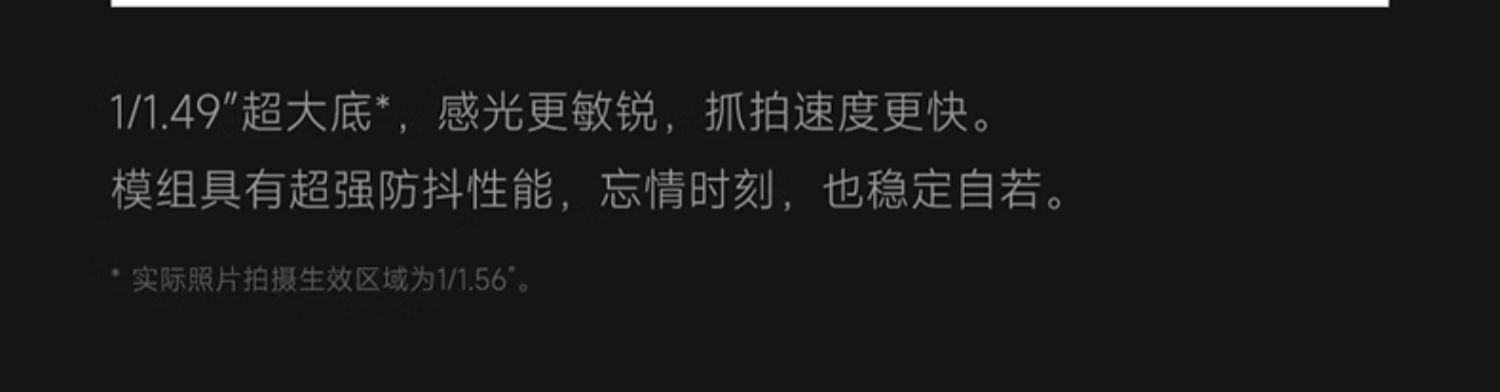 1/1.49″超大底*，感光更敏锐，抓拍速度更快。
模组具有超强防抖性能，忘情时刻，也稳定自若。
* 实际照片拍摄生效区域为1/1.56″。